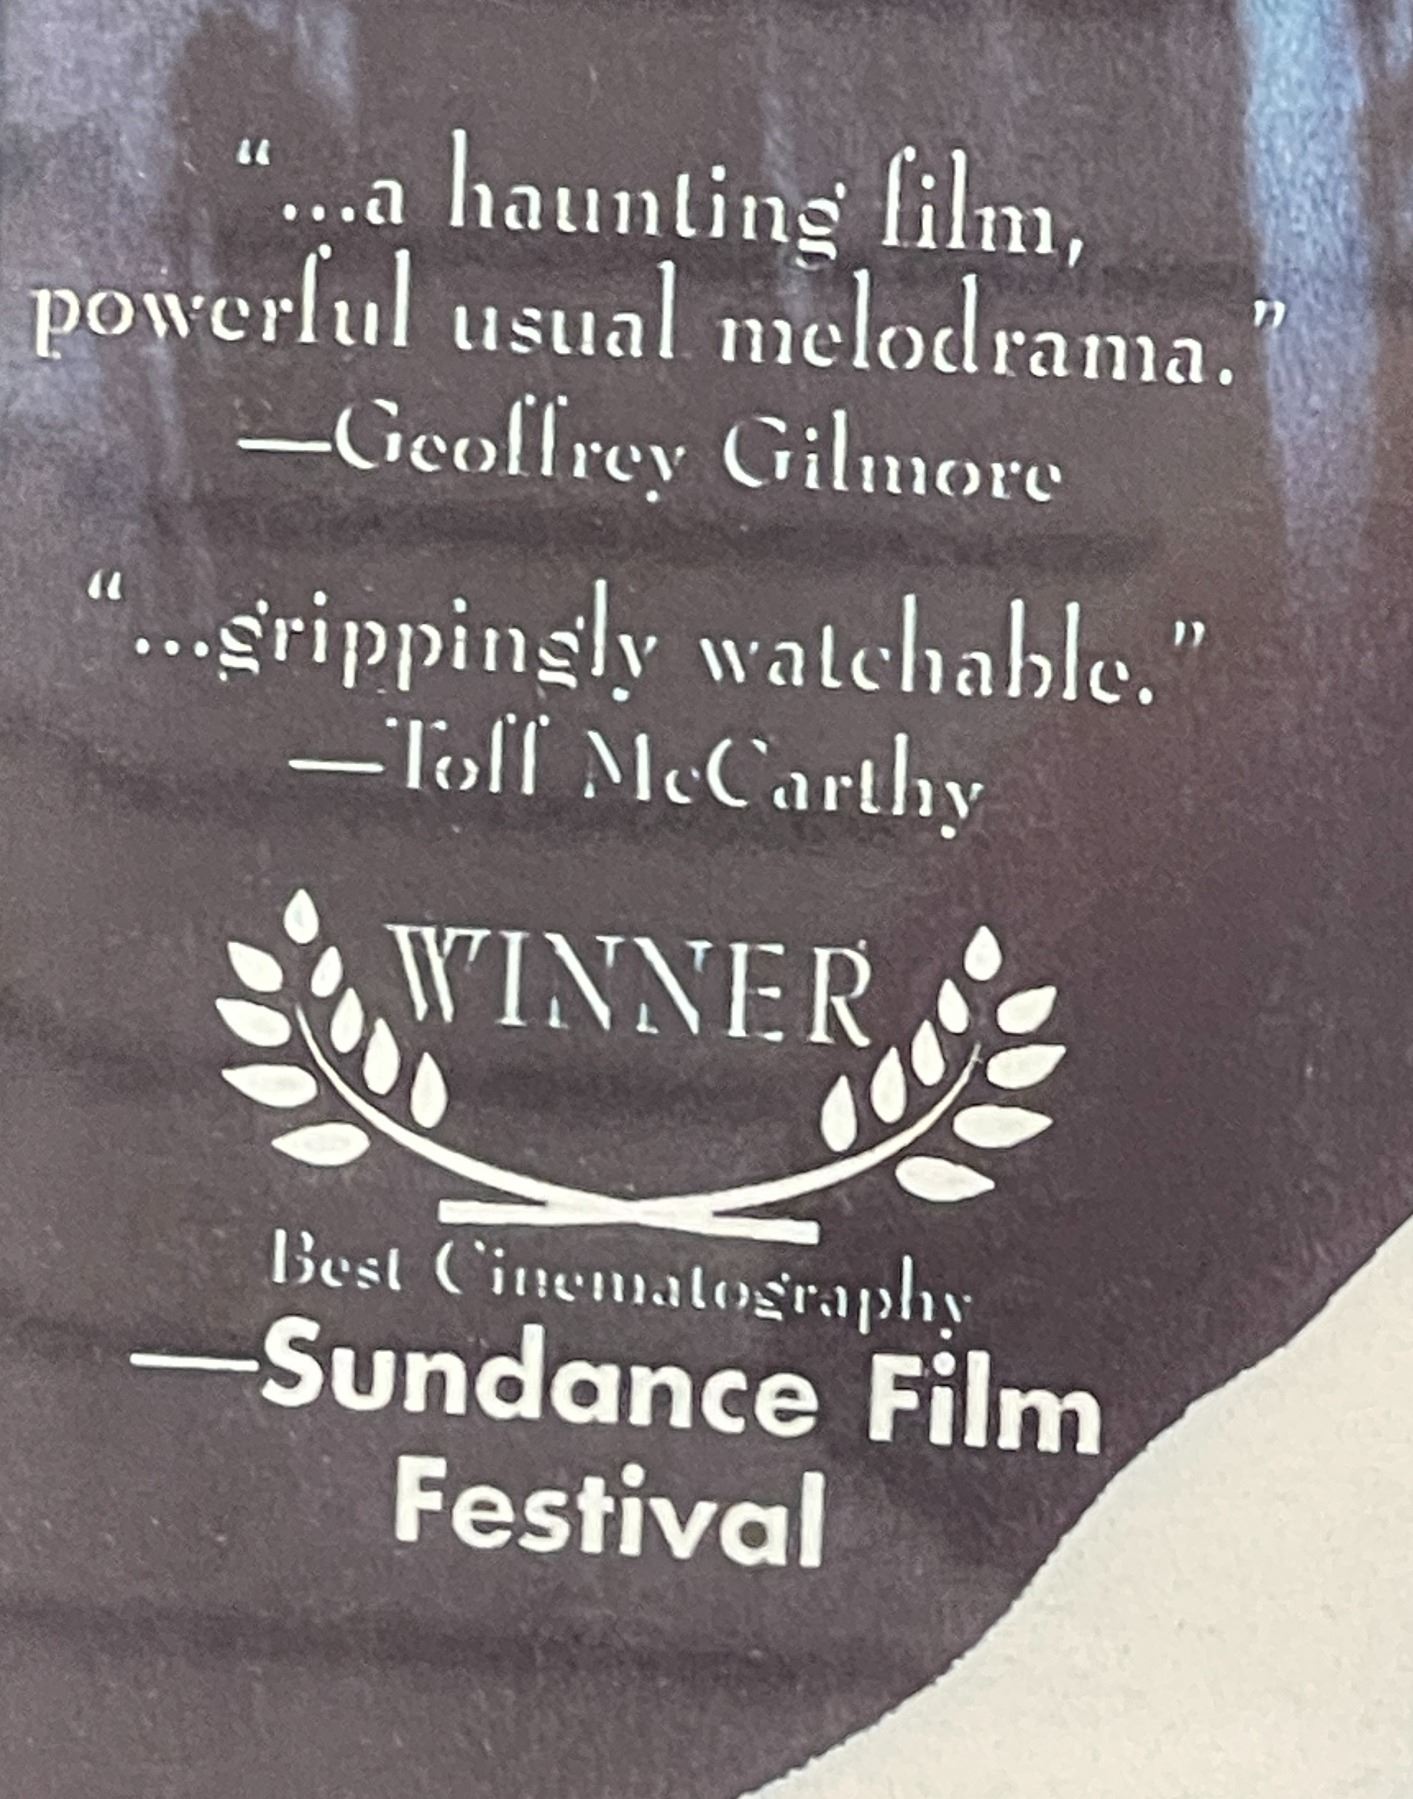 “...a haunting film,
powerful usual melodrama.”
—Geoffrey Gilmore
“...grippingly watchable.”
—Toff McCarthy
WINNER
Best Cinematography
—Sundance Film
Festival